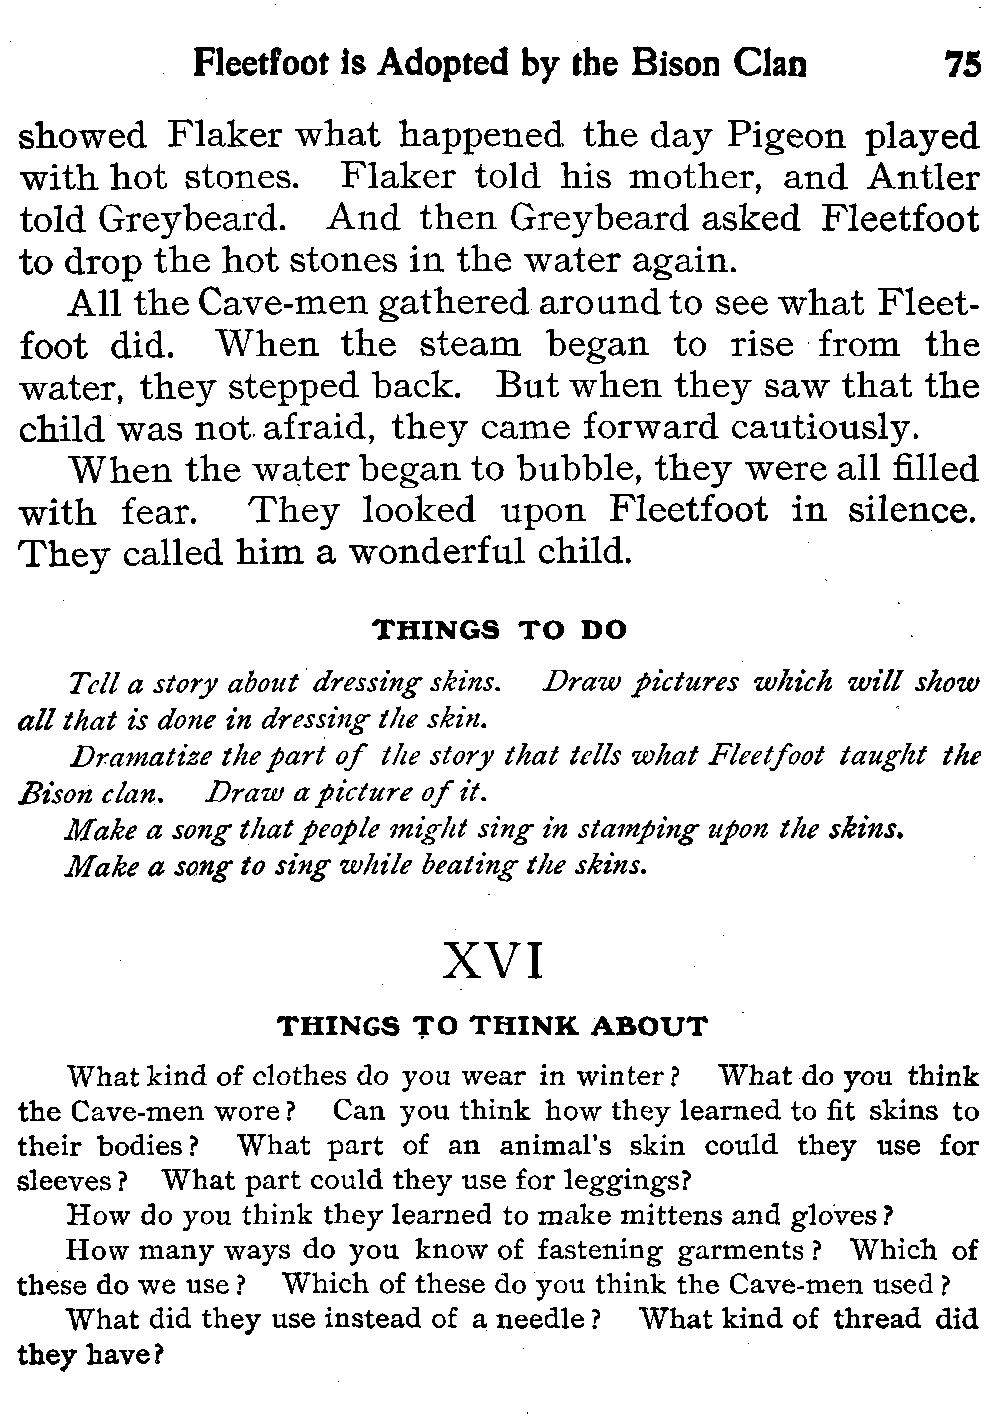 Fleetfoot is Adopted by the Bison Clan 75
showed Flaker what happened the day Pigeon played
with hot stones. Flaker told his mother, and Antler
told Greybeard. And then Greybeard asked Fleetfoot
to drop the hot stones in the water again.
All the Cave-men gathered around to see what Fleet-
foot did. When the steam began to rise from the
water, they stepped back. But when they saw that the
child was not afraid, they came forward cautiously.
When the water began to bubble, they were all filled
with fear. They looked upon Fleetfoot in silence.
They called him a wonderful child.
THINGS TO DO
Tell a story about dressing skins. Draw pictures which will show
all that is done in dressing the skin.
Dramatize the part of the story that tells what Fleetfoot taught the
Bison clan. Draw a picture of it.
Make a song that people might sing in stamping upon the skins.
Make a song to sing while beating the skins.
XVI
THINGS TO THINK ABOUT
What kind of clothes do you wear in winter? What do you think
the Cave-men wore? Can you think how they learned to fit skins to
their bodies? What part of an animal's skin could they use for
sleeves? What part could they use for leggings?
How do you think they learned to make mittens and gloves?
How many ways do you know of fastening garments? Which of
these do we use? Which of these do you think the Cave-men used?
What did they use instead of a needle? What kind of thread did
they have?